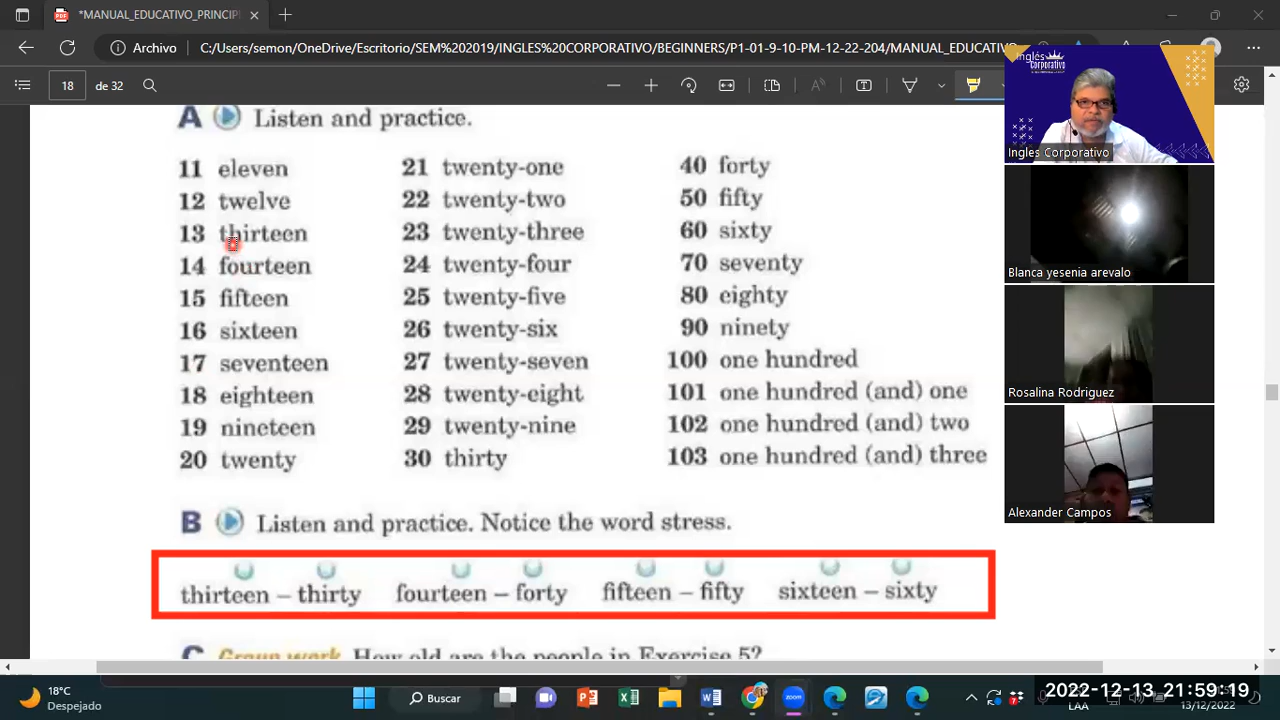 *MANUAL_EDUCATIVO_PRINCIPI
Archivo
C:/Users/semon/OneDrive/Escritorio/SEM%202019/INGLES%20CORPORATIVO/BEGINNERS/P1-01-9-10-PM-12-22-204/MANUAL_EDUCATIVO
18
de 32
A Listen and practice.
11 eleven 21 twenty-one 40 forty
12 twelve 22 twenty-two 50 fifty
13 thirteen 23 twenty-three 60 sixty
14 fourteen 24 twenty-four 70 seventy
15 fifteen 25 twenty-five 80 eighty
16 sixteen 26 twenty-six 90 ninety
17 seventeen 27 twenty-seven 100 one hundred
18 eighteen 28 twenty-eight 101 one hundred (and) one
19 nineteen 29 twenty-nine 102 one hundred (and) two
20 twenty 30 thirty 103 one hundred (and) three
B Listen and practice. Notice the word stress.
thirteen – thirty fourteen – forty fifteen – fifty sixteen – sixty
C Group work How old are the people in Exercise 5?
Inglés
Corporativo
Ingles Corporativo
Blanca yesenia arevalo
Rosalina Rodriguez
Alexander Campos
18°C
Despejado
Buscar
2022-12-13 21:59:19
LAA
13/12/2022